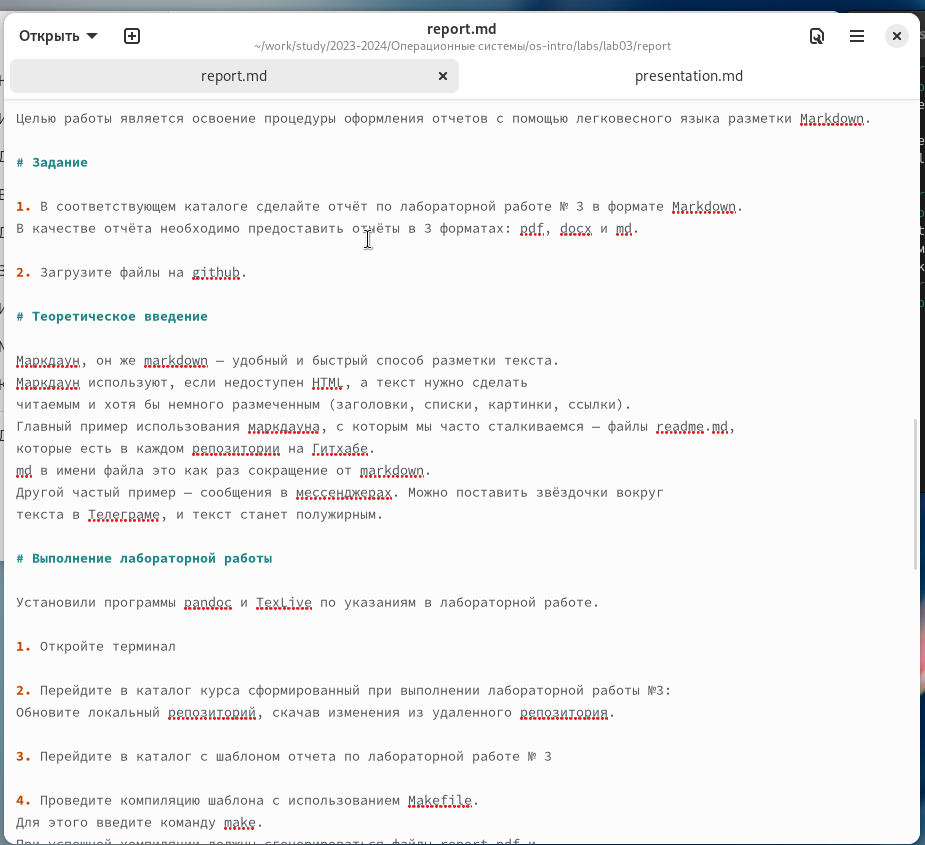 Открыть
report.md
~/work/study/2023-2024/Операционные системы/os-intro/labs/lab03/report
report.md
presentation.md
Целью работы является освоение процедуры оформления отчетов с помощью легковесного языка разметки Markdown.
# Задание
1. В соответствующем каталоге сделайте отчёт по лабораторной работе № 3 в формате Markdown.
В качестве отчёта необходимо предоставить отчёты в 3 форматах: pdf, docx и md.
2. Загрузите файлы на github.
# Теоретическое введение
Маркдаун, он же markdown — удобный и быстрый способ разметки текста.
Маркдаун используют, если недоступен HTML, а текст нужно сделать
читаемым и хотя бы немного размеченным (заголовки, списки, картинки, ссылки).
Главный пример использования маркдауна, с которым мы часто сталкиваемся — файлы readme.md,
которые есть в каждом репозитории на Гитхабе.
md в имени файла это как раз сокращение от markdown.
Другой частый пример — сообщения в мессенджерах. Можно поставить звёздочки вокруг
текста в Телеграме, и текст станет полужирным.
# Выполнение лабораторной работы
Установили программы pandoc и TexLive по указаниям в лабораторной работе.
1. Откройте терминал
2. Перейдите в каталог курса сформированный при выполнении лабораторной работы №3:
Обновите локальный репозиторий, скачав изменения из удаленного репозитория.
3. Перейдите в каталог с шаблоном отчета по лабораторной работе № 3
4. Проведите компиляцию шаблона с использованием Makefile.
Для этого введите команду make.
При успешной компиляции должны сгенерироваться файлы report.pdf и